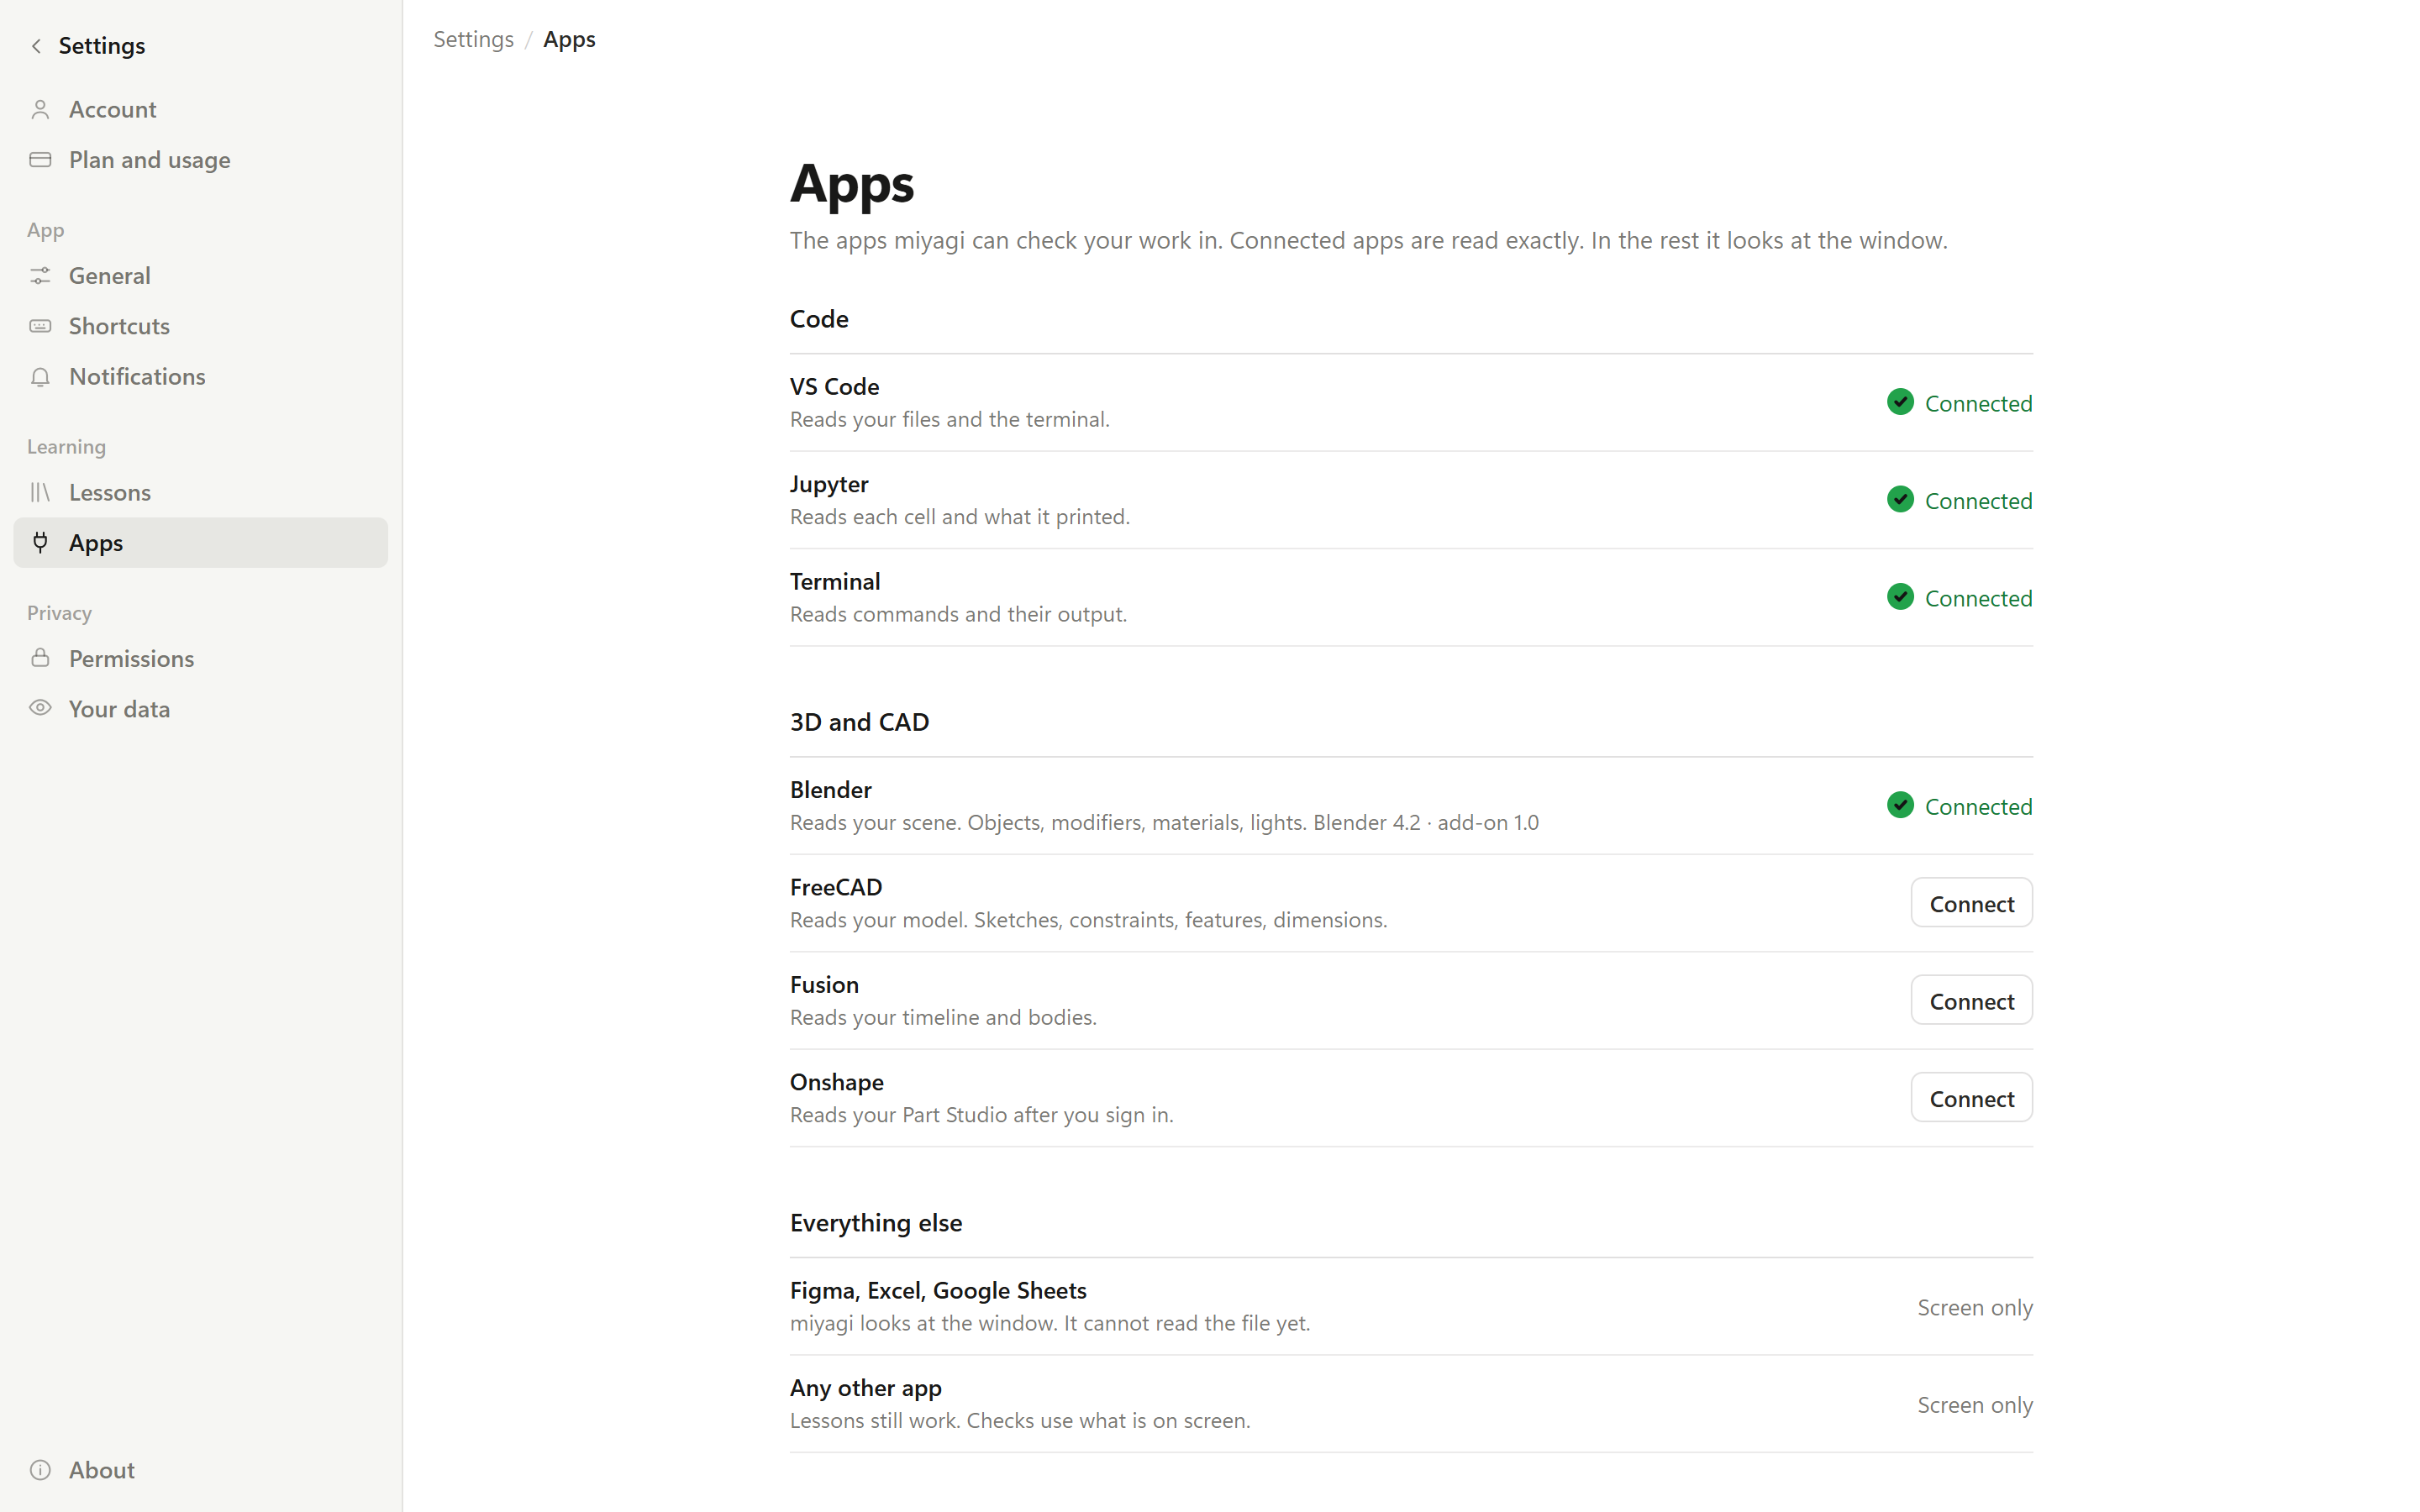 Settings
Account
Plan and usage
App
General
Shortcuts
Notifications
Learning
Lessons
Apps
Privacy
Permissions
Your data
About
Settings / Apps
Apps
The apps miyagi can check your work in. Connected apps are read exactly. In the rest it looks at the window.
Code
VS Code
Reads your files and the terminal.
Connected
Jupyter
Reads each cell and what it printed.
Connected
Terminal
Reads commands and their output.
Connected
3D and CAD
Blender
Reads your scene. Objects, modifiers, materials, lights. Blender 4.2 · add-on 1.0
Connected
FreeCAD
Reads your model. Sketches, constraints, features, dimensions.
Connect
Fusion
Reads your timeline and bodies.
Connect
Onshape
Reads your Part Studio after you sign in.
Connect
Everything else
Figma, Excel, Google Sheets
miyagi looks at the window. It cannot read the file yet.
Screen only
Any other app
Lessons still work. Checks use what is on screen.
Screen only